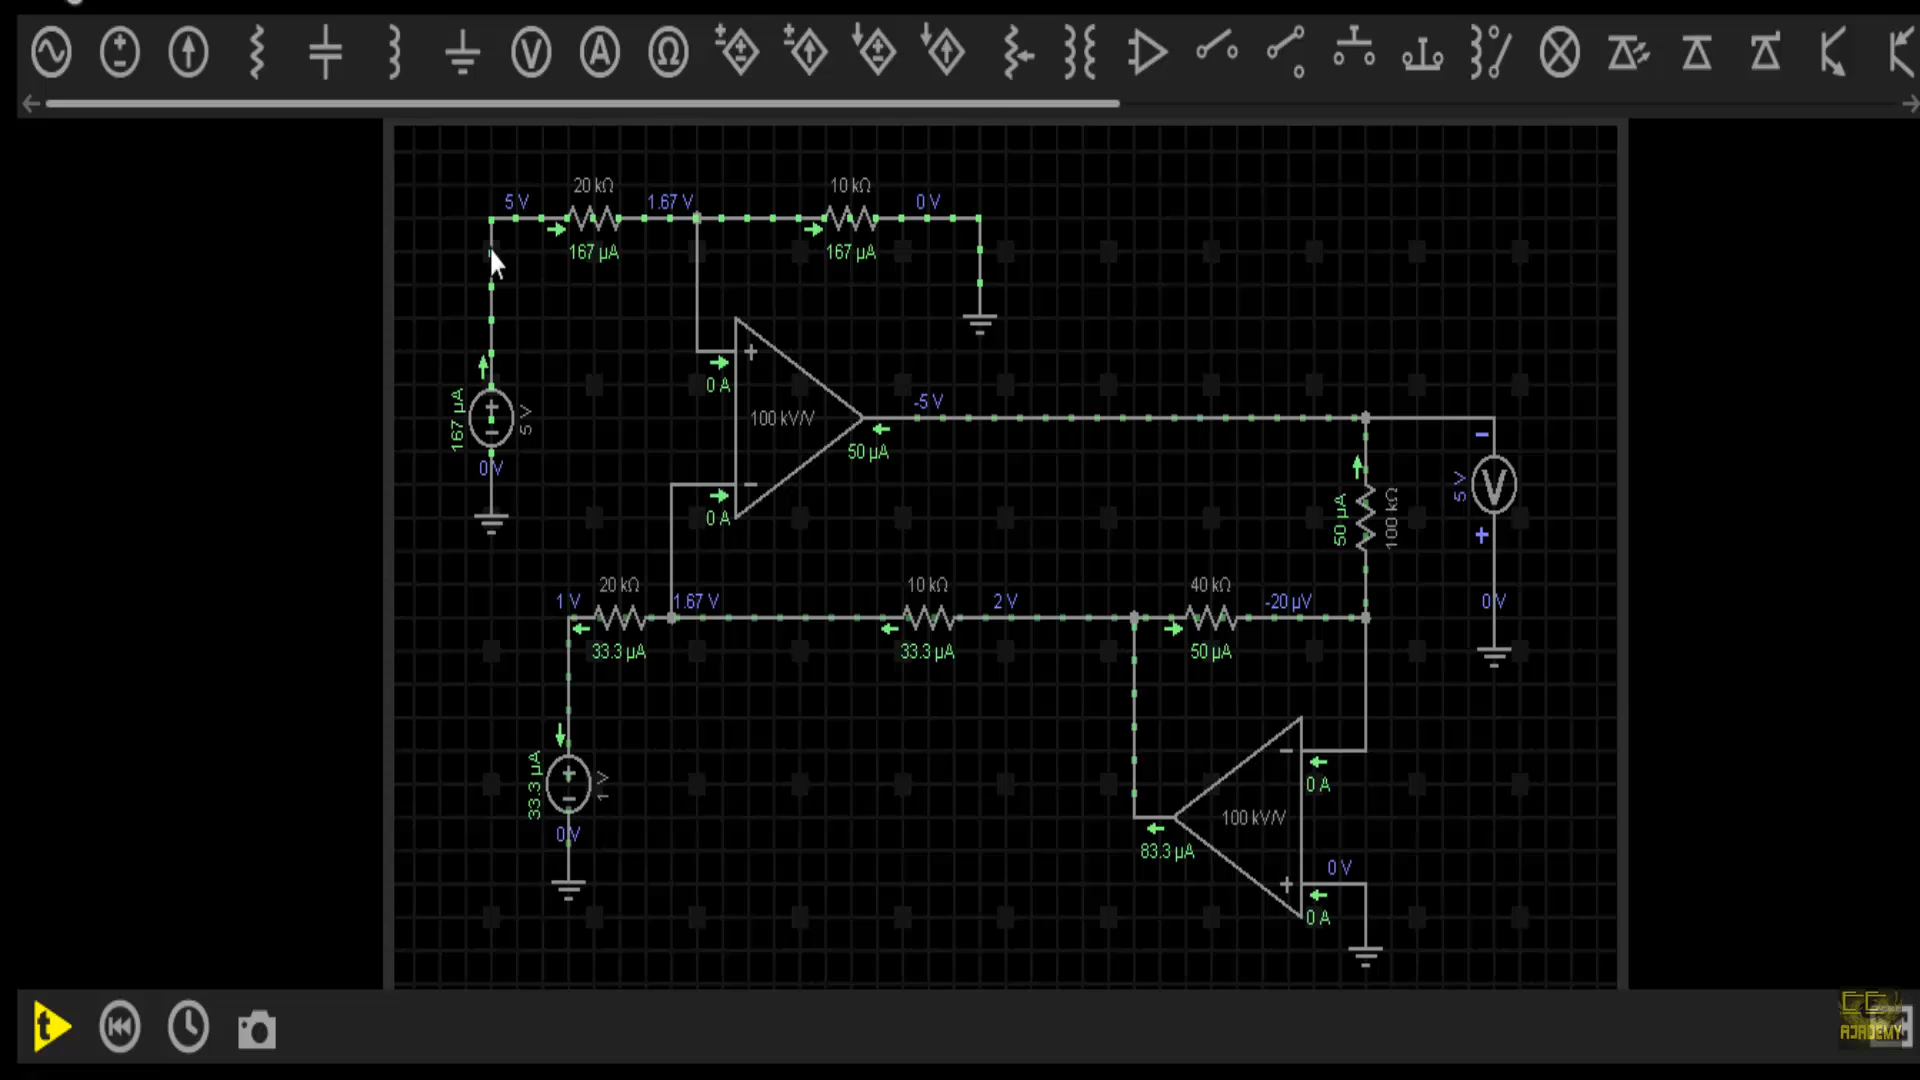 V A Ω
20 kΩ 10 kΩ
5 V 1.67 V 0 V
167 µA 167 µA
+
0 A
-5 V
100 kV/V
167 µA 5 V
50 µA
0 V
−
0 A
50 µA 100 kΩ
5 V V
− +
20 kΩ 10 kΩ 40 kΩ
1 V 1.67 V 2 V -20 µV 0 V
33.3 µA 33.3 µA 50 µA
−
0 A
33.3 µA 1 V
100 kV/V
0 V
83.3 µA
0 V
+
0 A
t
EE
ACADEMY